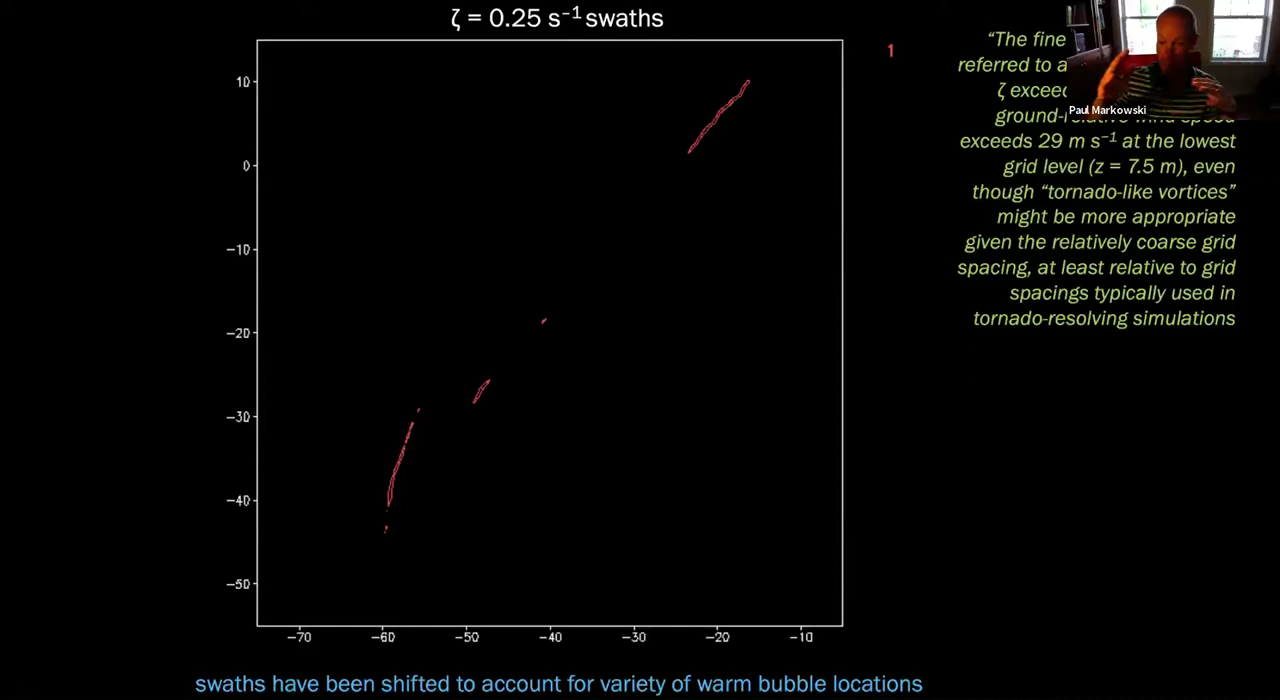 ζ = 0.25 s⁻¹ swaths
1
“The fine
referred to a
ζ excee
Paul Markowski
ground-r
exceeds 29 m s⁻¹ at the lowest
grid level (z = 7.5 m), even
though “tornado-like vortices”
might be more appropriate
given the relatively coarse grid
spacing, at least relative to grid
spacings typically used in
tornado-resolving simulations
10
0
−10
−20
−30
−40
−50
−70 −60 −50 −40 −30 −20 −10
swaths have been shifted to account for variety of warm bubble locations